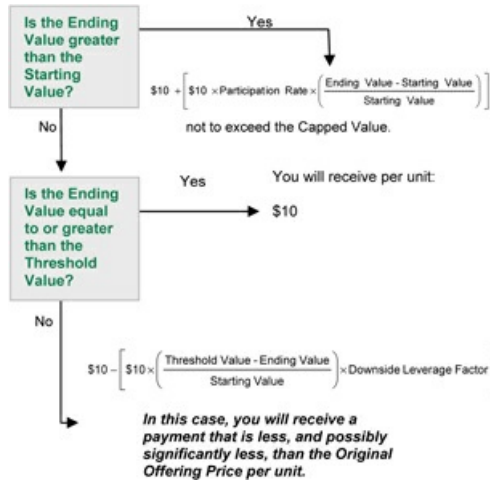 Is the Ending
Value greater
than the
Starting
Value?
Yes
$10 + [$10 ×Participation Rate×(Ending Value - Starting Value / Starting Value)]
not to exceed the Capped Value.
No
Is the Ending
Value equal
to or greater
than the
Threshold
Value?
Yes
You will receive per unit:
$10
No
$10 – [$10×(Threshold Value - Ending Value / Starting Value)×Downside Leverage Factor
In this case, you will receive a
payment that is less, and possibly
significantly less, than the Original
Offering Price per unit.